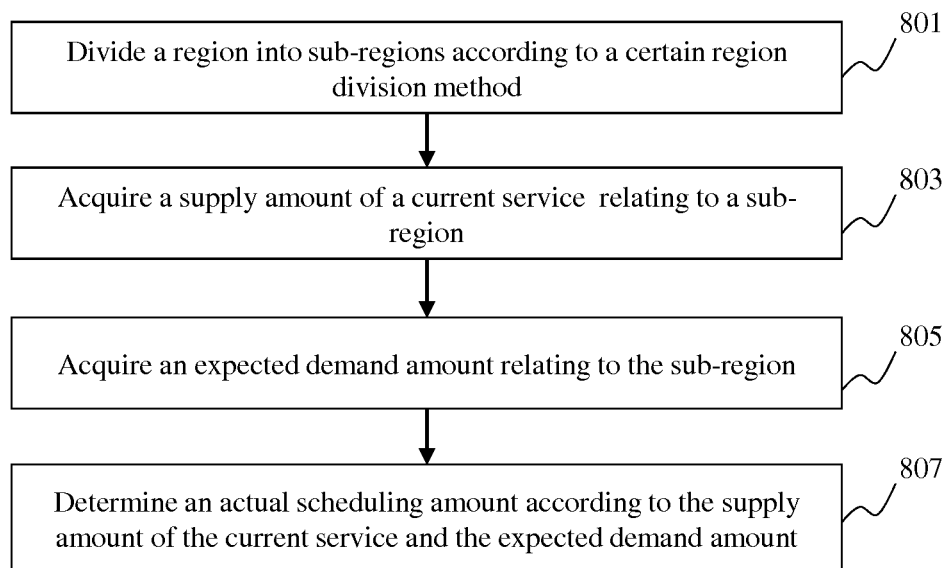 801
Divide a region into sub-regions according to a certain region
division method
803
Acquire a supply amount of a current service relating to a sub-
region
805
Acquire an expected demand amount relating to the sub-region
807
Determine an actual scheduling amount according to the supply
amount of the current service and the expected demand amount